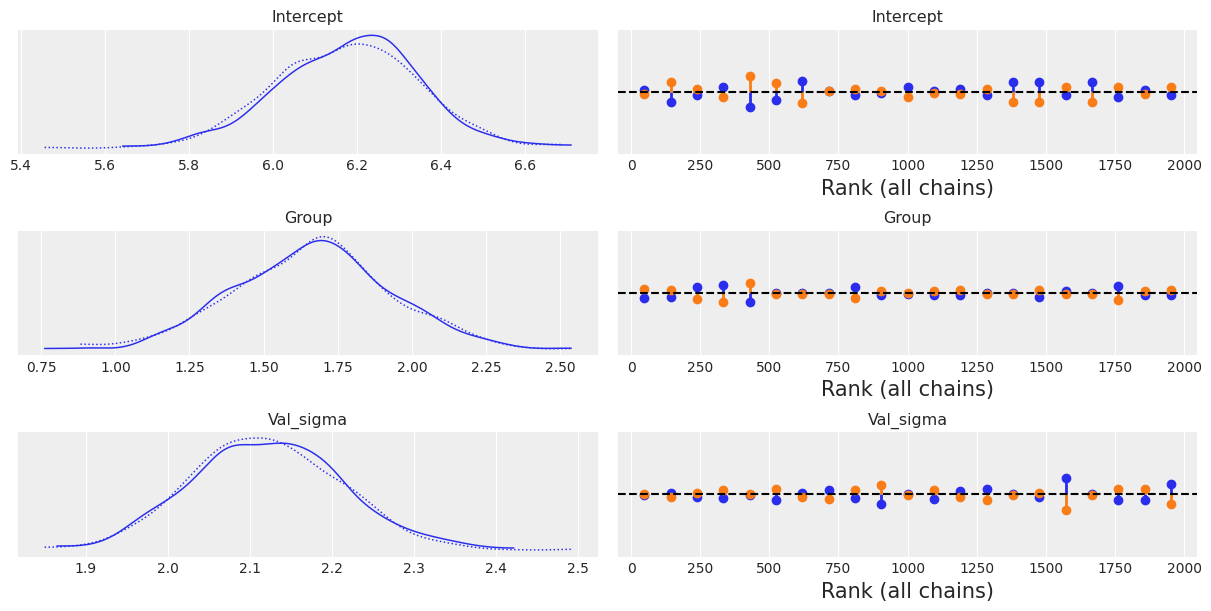 Intercept Intercept
5.4 5.6 5.8 6.0 6.2 6.4 6.6 0 250 500 750 1000 1250 1500 1750 2000
Rank (all chains)
Group Group
0.75 1.00 1.25 1.50 1.75 2.00 2.25 2.50 0 250 500 750 1000 1250 1500 1750 2000
Rank (all chains)
Val_sigma Val_sigma
1.9 2.0 2.1 2.2 2.3 2.4 2.5 0 250 500 750 1000 1250 1500 1750 2000
Rank (all chains)